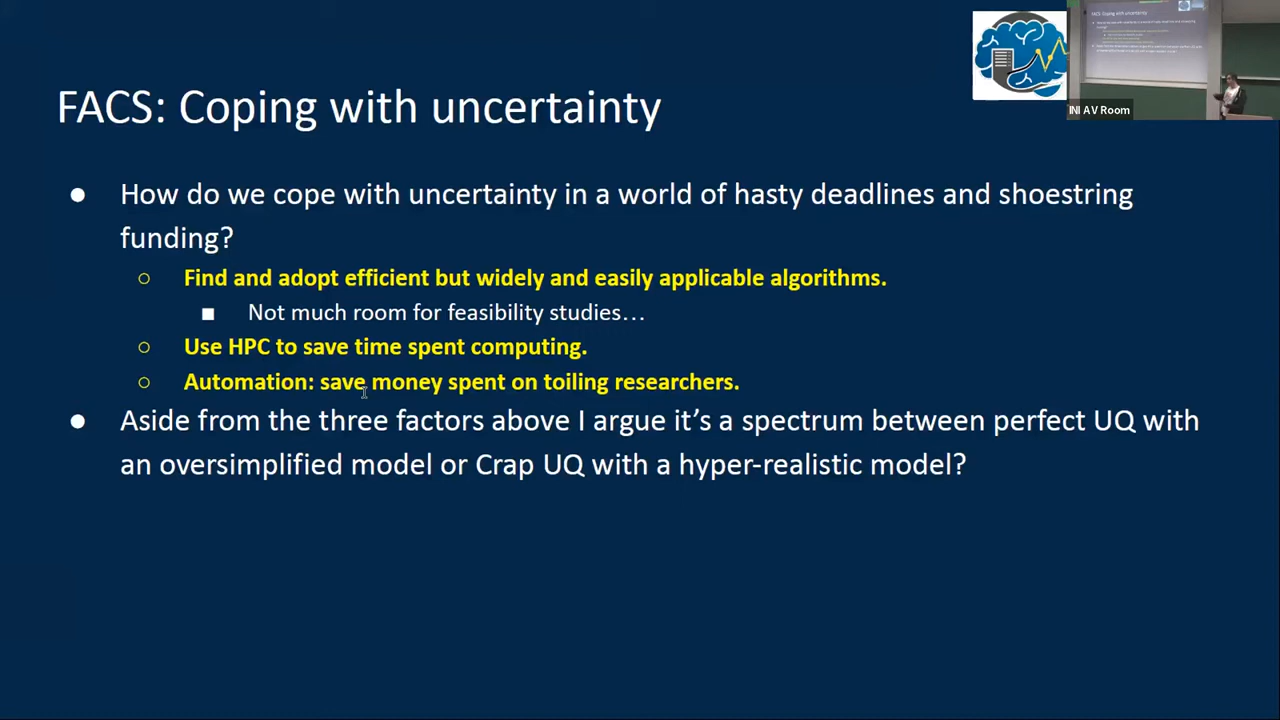 FACS: Coping with uncertainty
INI AV Room
● How do we cope with uncertainty in a world of hasty deadlines and shoestring
funding?
○ Find and adopt efficient but widely and easily applicable algorithms.
■ Not much room for feasibility studies…
○ Use HPC to save time spent computing.
○ Automation: save money spent on toiling researchers.
● Aside from the three factors above I argue it’s a spectrum between perfect UQ with
an oversimplified model or Crap UQ with a hyper-realistic model?